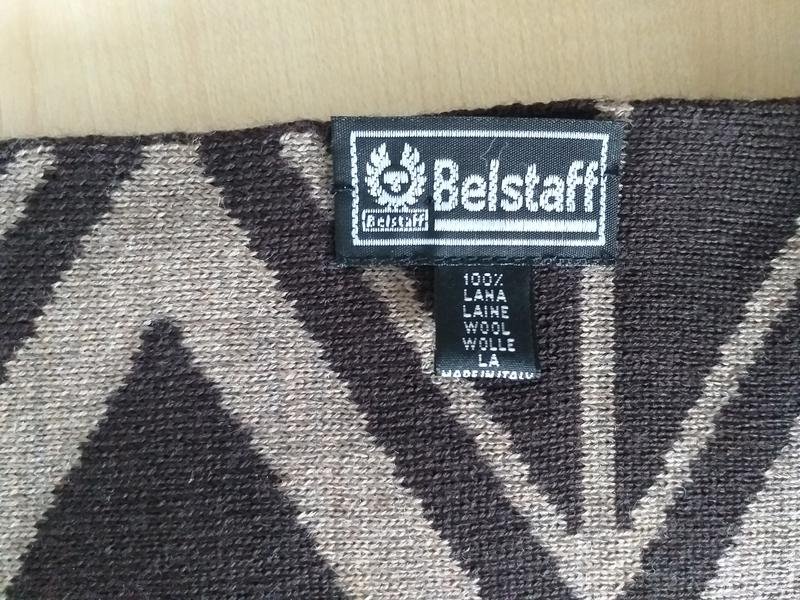 Belstaff
Belstaff
100%
LANA
LAINE
WOOL
WOLLE
LA
MADE IN ITALY